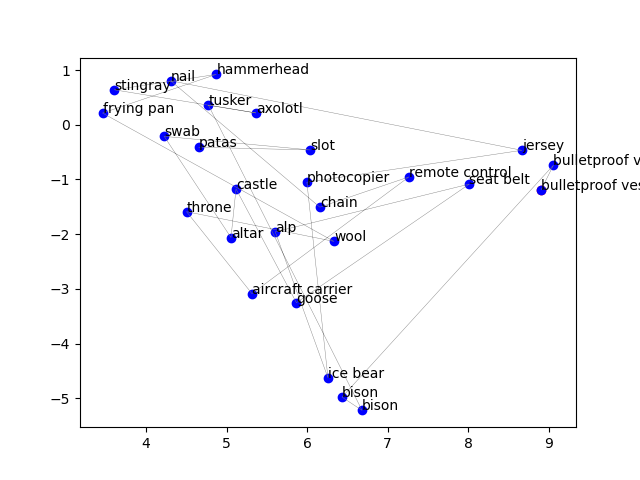 hammerhead
nail
stingray
tusker
frying pan
axolotl
swab
patas
slot
jersey
bulletproof v
photocopier
remote control
seat belt
bulletproof ves
castle
chain
throne
altar
alp
wool
aircraft carrier
goose
ice bear
bison
bison
1
0
−1
−2
−3
−4
−5
4 5 6 7 8 9